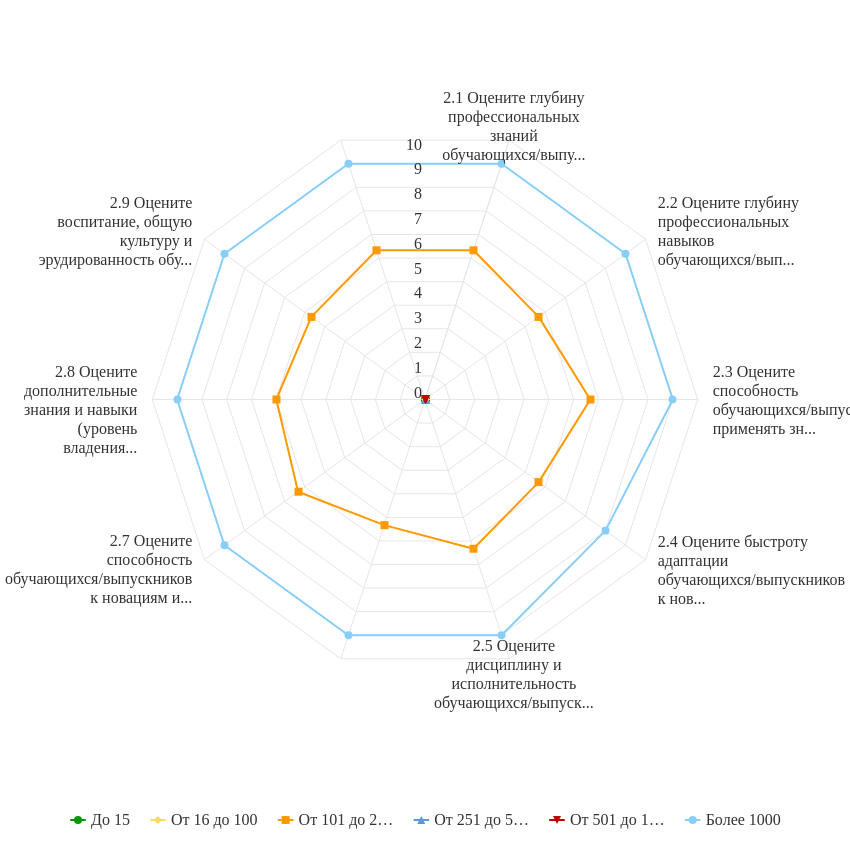 2.1 Оцените глубину
профессиональных
знаний
обучающихся/выпу...
10
9
8
7
6
5
4
3
2
1
0
2.2 Оцените глубину
профессиональных
навыков
обучающихся/вып...
2.3 Оцените
способность
обучающихся/выпус
применять зн...
2.4 Оцените быстроту
адаптации
обучающихся/выпускников
к нов...
2.5 Оцените
дисциплину и
исполнительность
обучающихся/выпуск...
2.7 Оцените
способность
обучающихся/выпускников
к новациям и...
2.8 Оцените
дополнительные
знания и навыки
(уровень
владения...
2.9 Оцените
воспитание, общую
культуру и
эрудированность обу...
До 15
От 16 до 100
От 101 до 2…
От 251 до 5…
От 501 до 1…
Более 1000